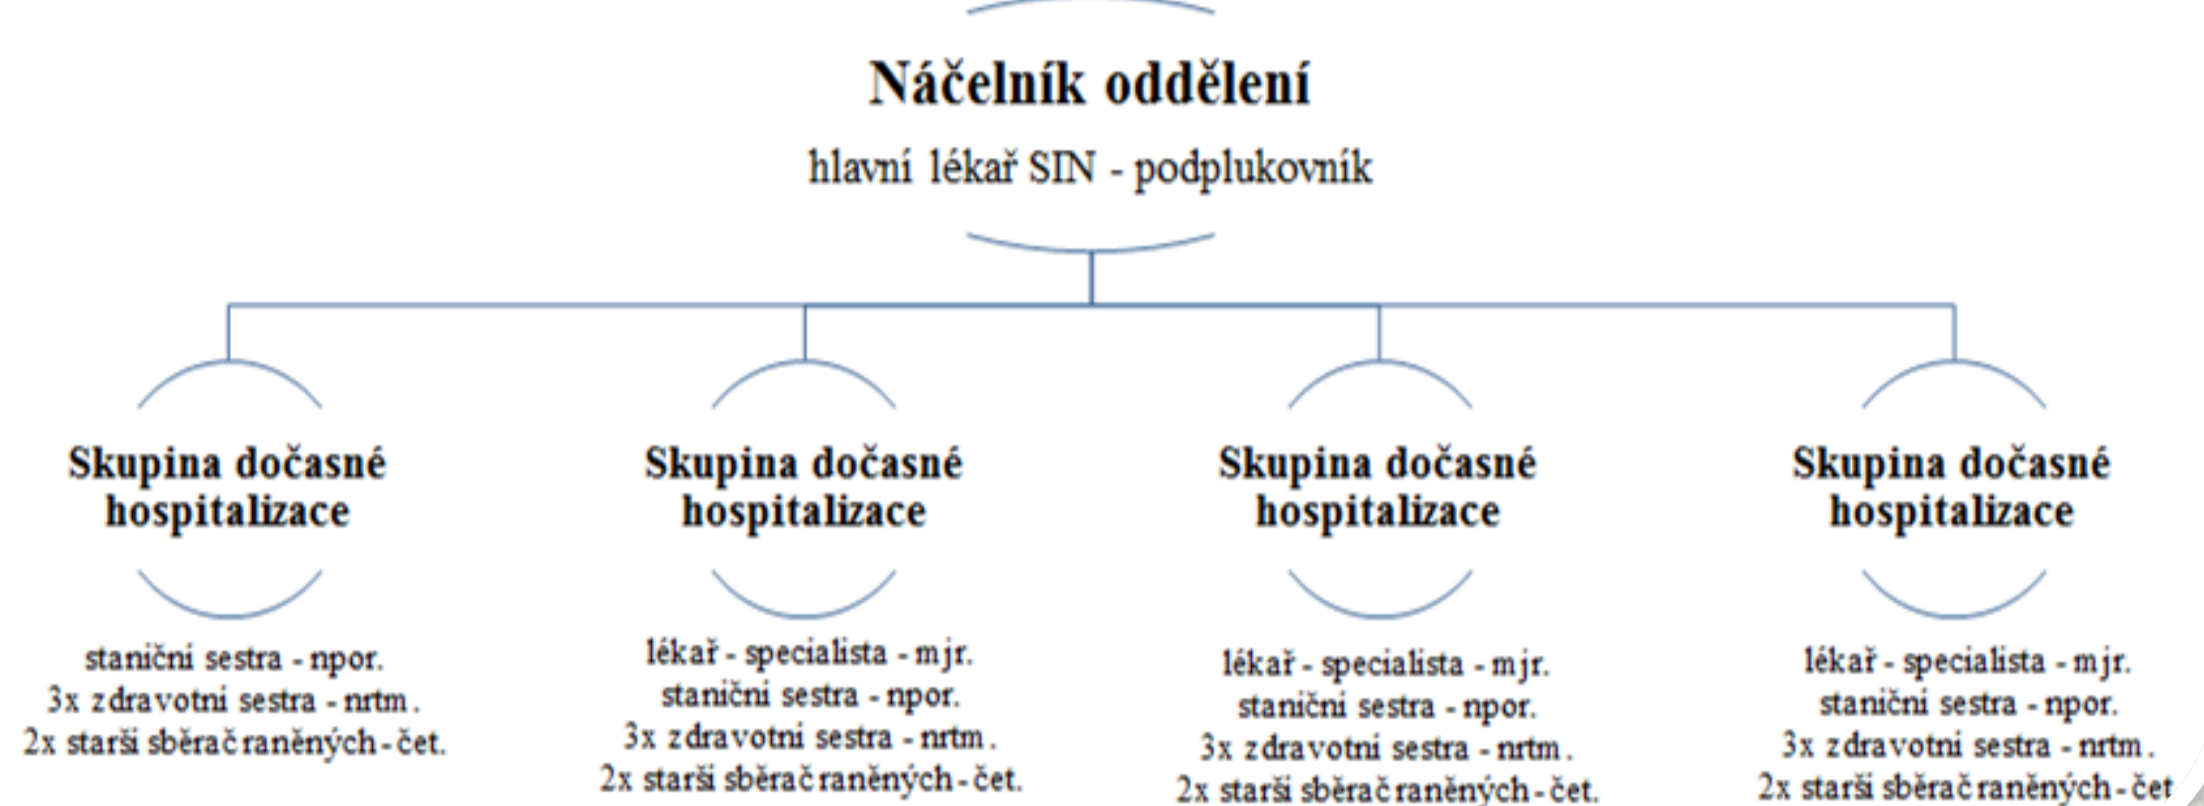 Náčelník oddělení
hlavní lékař SIN - podplukovník
Skupina dočasné
hospitalizace
staniční sestra - npor.
3x zdravotní sestra - nrtm.
2x starší sběrač raněných - čet.
Skupina dočasné
hospitalizace
lékař - specialista - mjr.
staniční sestra - npor.
3x zdravotní sestra - nrtm.
2x starší sběrač raněných - čet.
Skupina dočasné
hospitalizace
lékař - specialista - mjr.
staniční sestra - npor.
3x zdravotní sestra - nrtm.
2x starší sběrač raněných - čet.
Skupina dočasné
hospitalizace
lékař - specialista - mjr.
staniční sestra - npor.
3x zdravotní sestra - nrtm.
2x starší sběrač raněných - čet